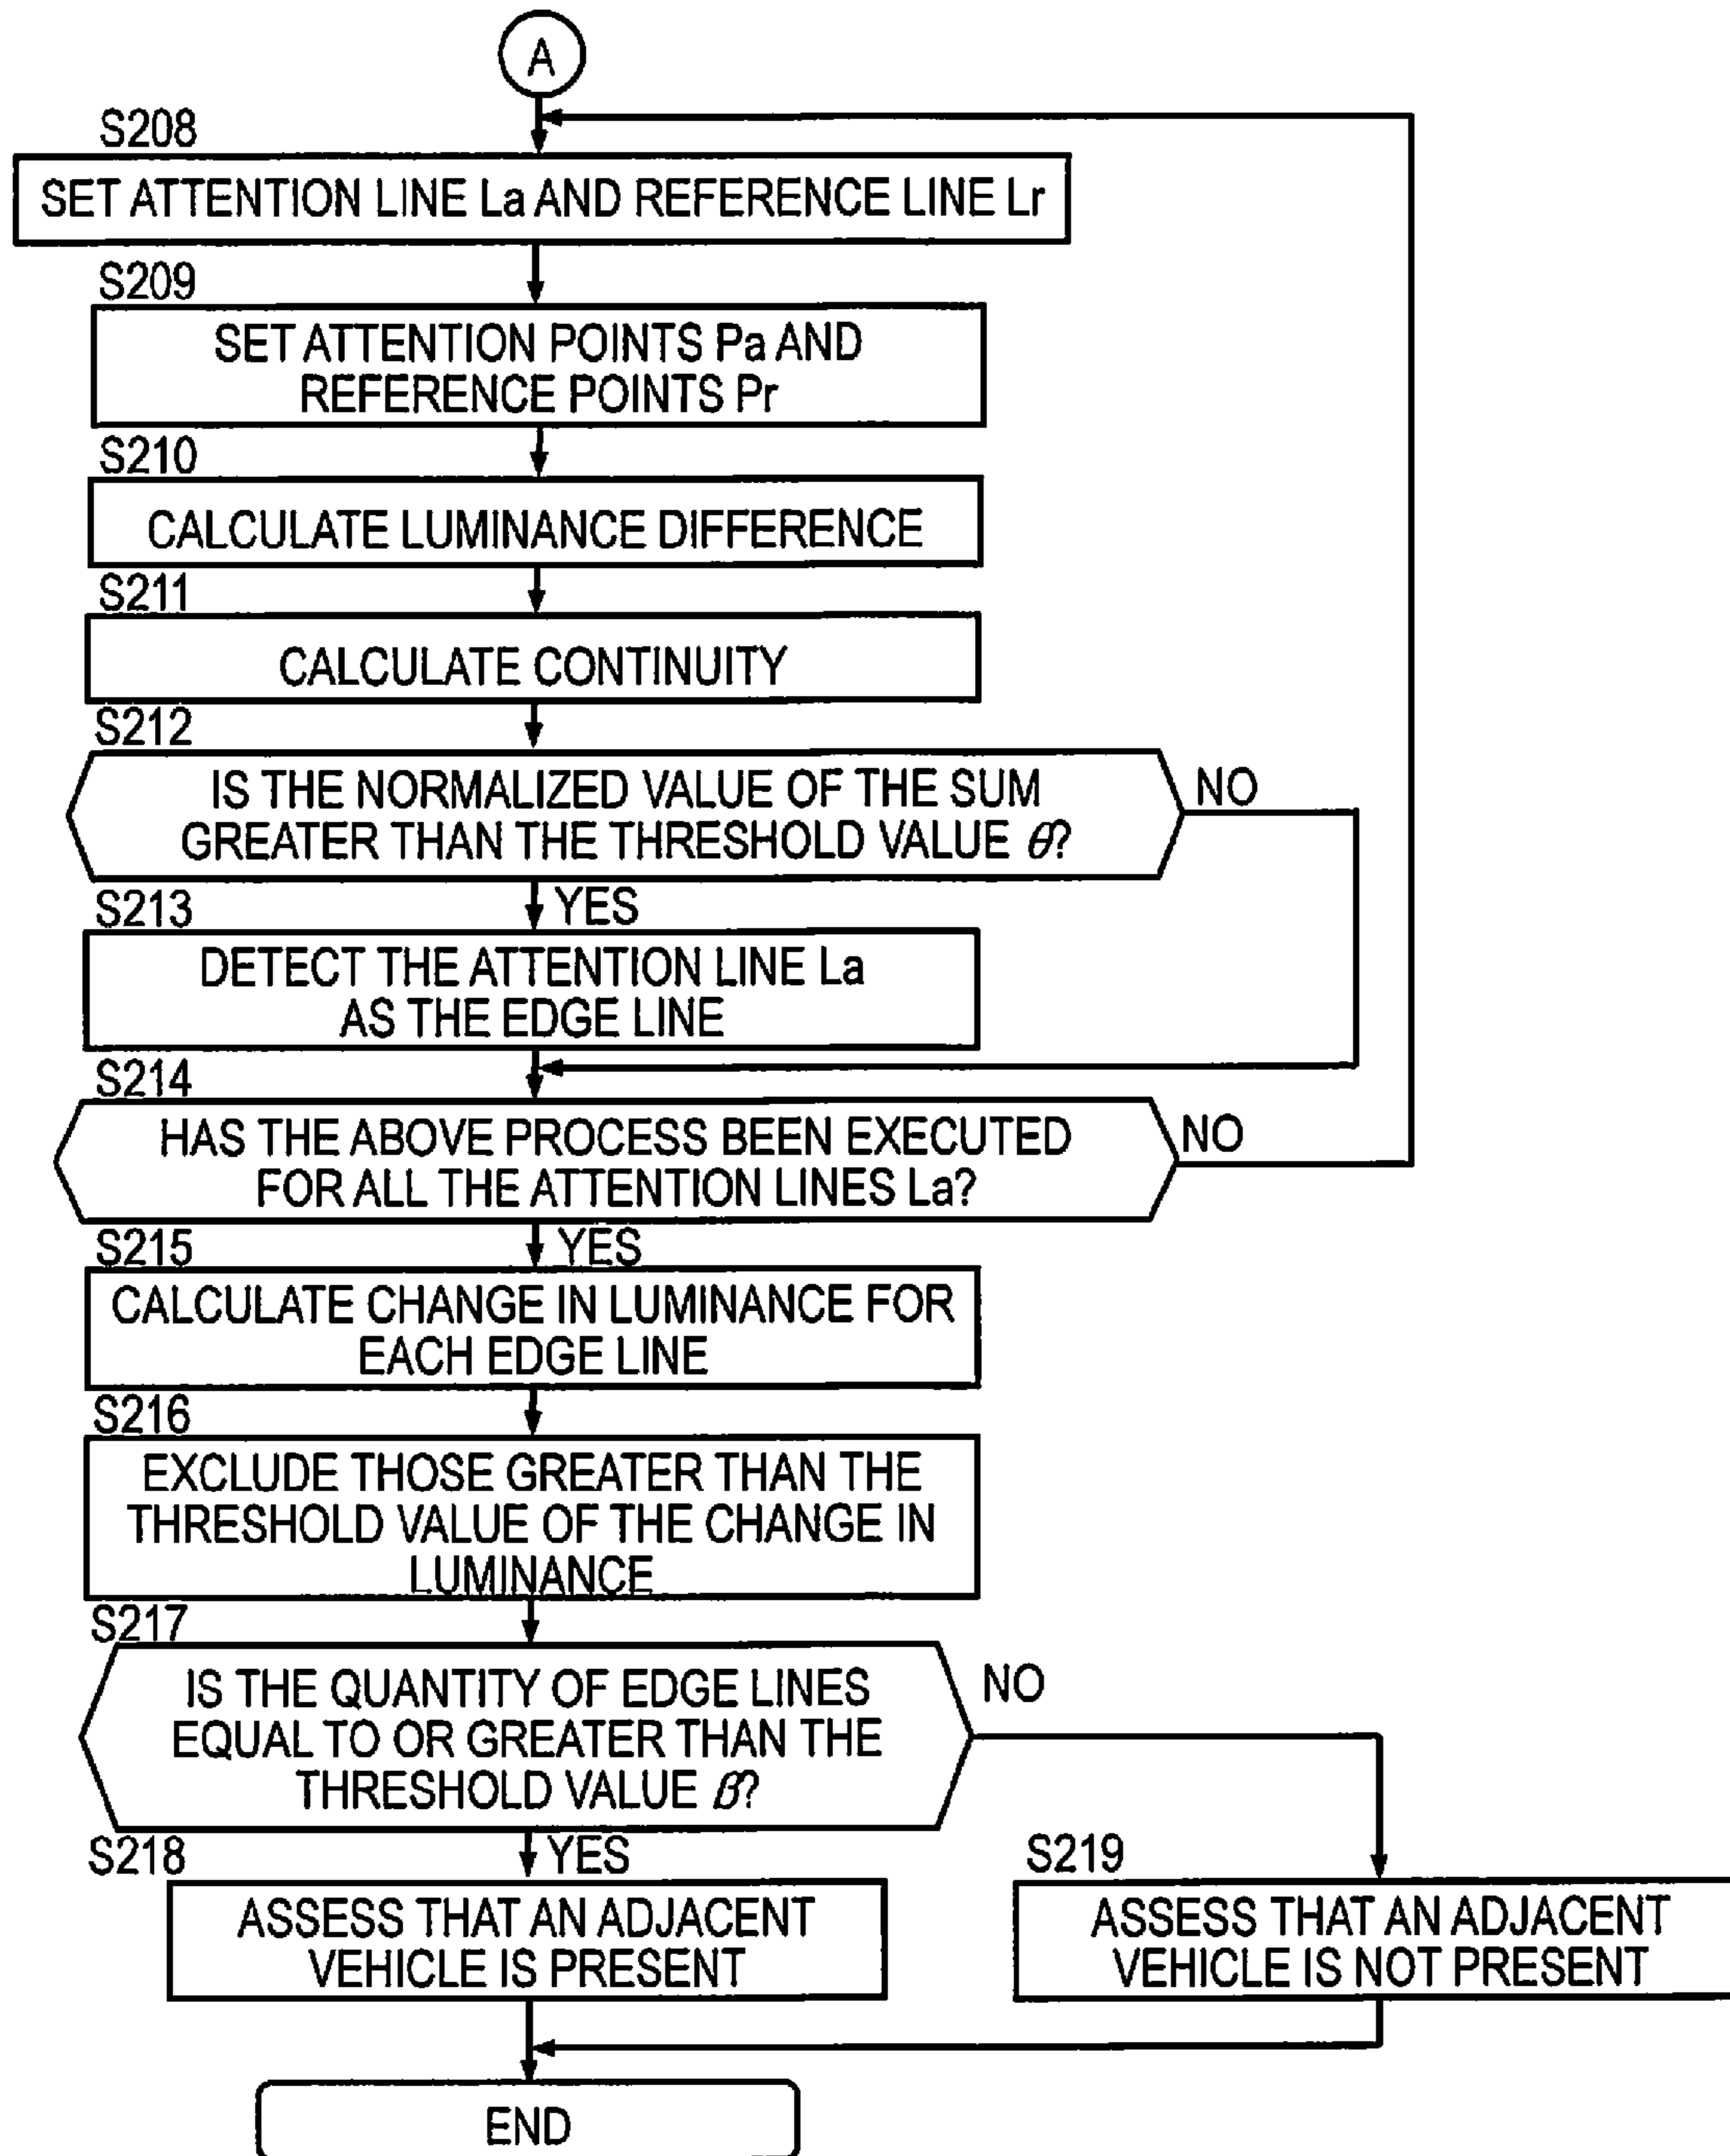 A
S208
SET ATTENTION LINE La AND REFERENCE LINE Lr
S209
SET ATTENTION POINTS Pa AND
REFERENCE POINTS Pr
S210
CALCULATE LUMINANCE DIFFERENCE
S211
CALCULATE CONTINUITY
S212
IS THE NORMALIZED VALUE OF THE SUM
GREATER THAN THE THRESHOLD VALUE θ?
NO
YES
S213
DETECT THE ATTENTION LINE La
AS THE EDGE LINE
S214
HAS THE ABOVE PROCESS BEEN EXECUTED
FOR ALL THE ATTENTION LINES La?
NO
YES
S215
CALCULATE CHANGE IN LUMINANCE FOR
EACH EDGE LINE
S216
EXCLUDE THOSE GREATER THAN THE
THRESHOLD VALUE OF THE CHANGE IN
LUMINANCE
S217
IS THE QUANTITY OF EDGE LINES
EQUAL TO OR GREATER THAN THE
THRESHOLD VALUE β?
NO
YES
S218
ASSESS THAT AN ADJACENT
VEHICLE IS PRESENT
S219
ASSESS THAT AN ADJACENT
VEHICLE IS NOT PRESENT
END